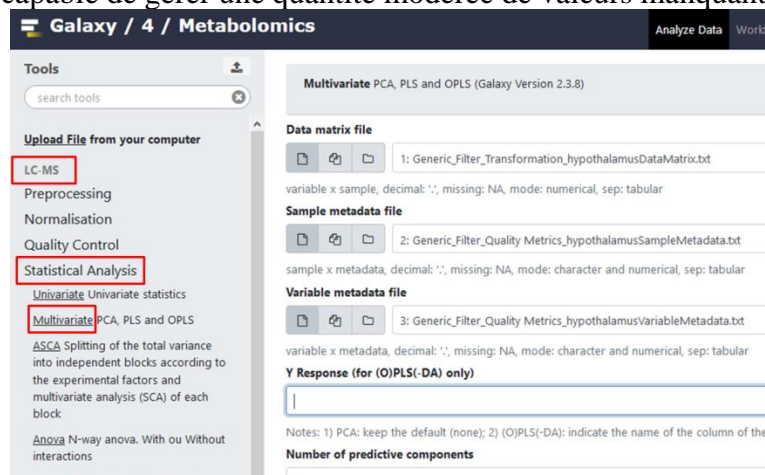 capable de gérer une quantité modérée de valeurs manquant
Galaxy / 4 / Metabolomics
Analyze Data
Work
Tools
search tools
Upload File from your computer
LC-MS
Preprocessing
Normalisation
Quality Control
Statistical Analysis
Univariate Univariate statistics
Multivariate PCA, PLS and OPLS
ASCA Splitting of the total variance
into independent blocks according to
the experimental factors and
multivariate analysis (SCA) of each
block
Anova N-way anova. With ou Without
interactions
Multivariate PCA, PLS and OPLS (Galaxy Version 2.3.8)
Data matrix file
1: Generic_Filter_Transformation_hypothalamusDataMatrix.txt
variable x sample, decimal: '.', missing: NA, mode: numerical, sep: tabular
Sample metadata file
2: Generic_Filter_Quality Metrics_hypothalamusSampleMetadata.txt
sample x metadata, decimal: '.', missing: NA, mode: character and numerical, sep: tabular
Variable metadata file
3: Generic_Filter_Quality Metrics_hypothalamusVariableMetadata.txt
variable x metadata, decimal: '.', missing: NA, mode: character and numerical, sep: tabular
Y Response (for (O)PLS(-DA) only)
Notes: 1) PCA: keep the default (none); 2) (O)PLS(-DA): indicate the name of the column of the
Number of predictive components